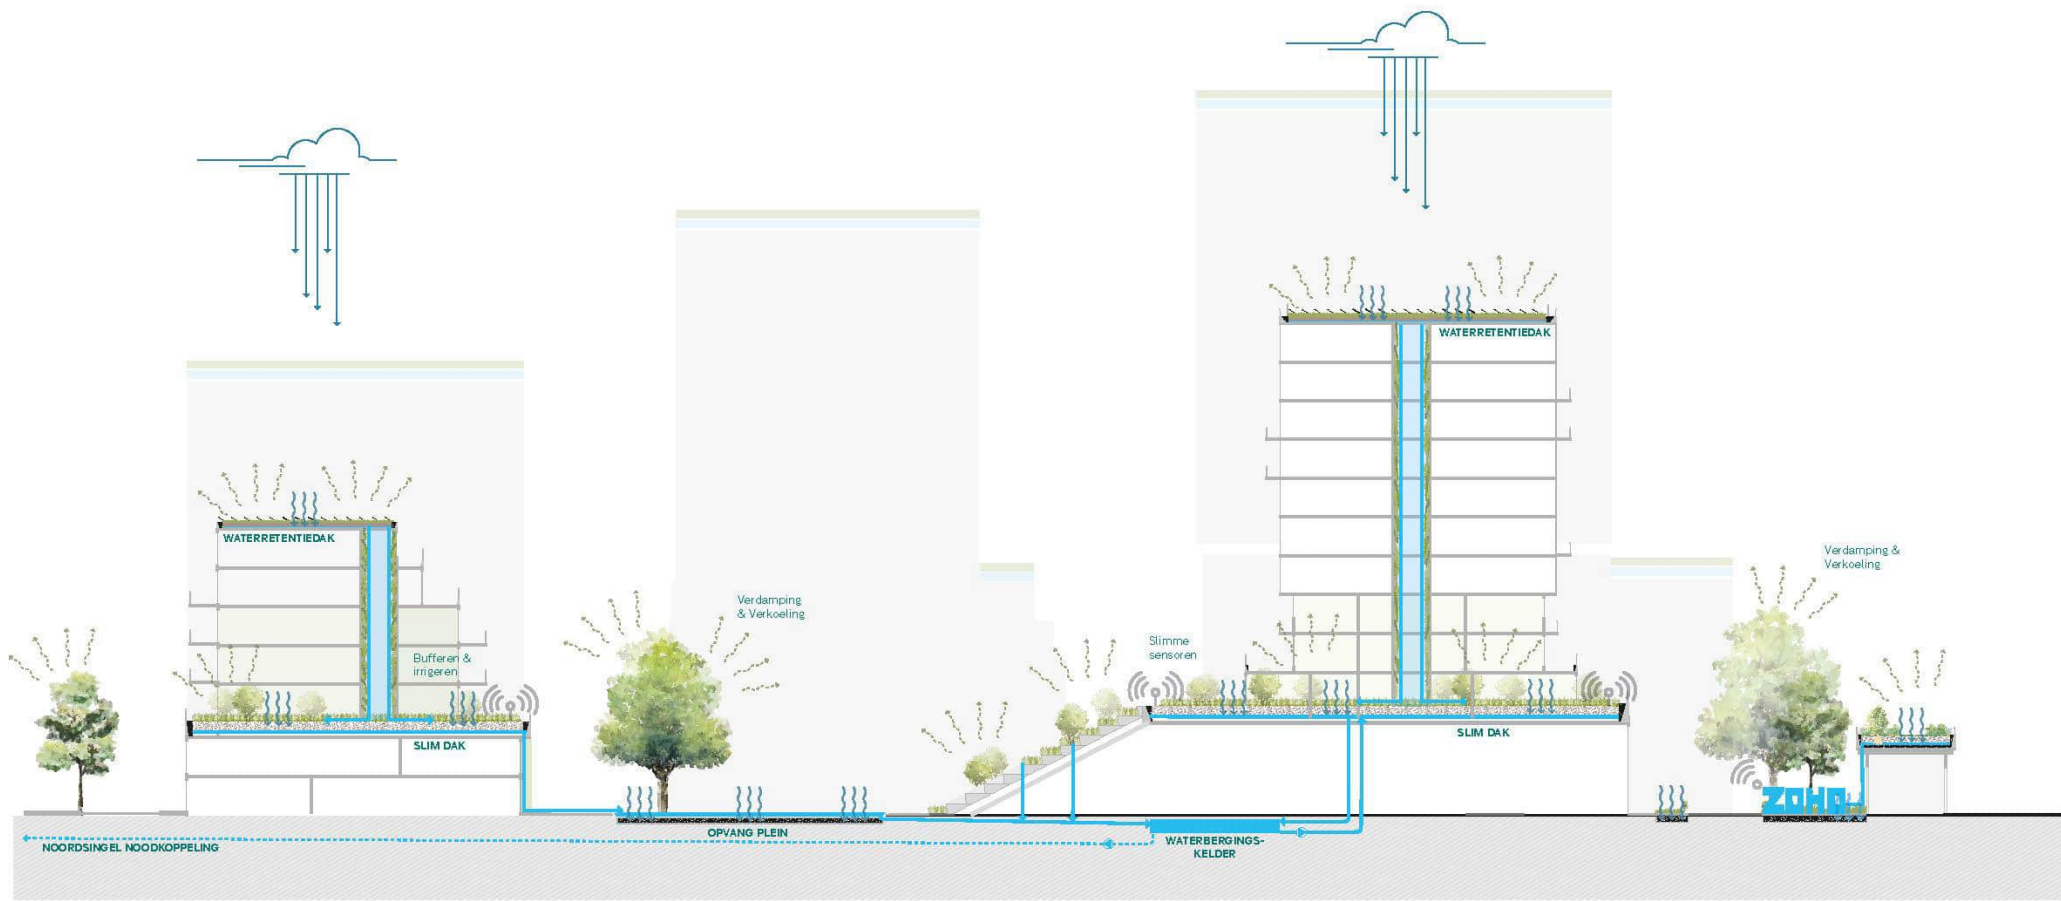 WATERRETENTIEDAK
Verdamping &
Verkoeling
WATERRETENTIEDAK
Verdamping
& Verkoeling
Slimme
sensoren
Bufferen &
irrigeren
SLIM DAK
SLIM DAK
ZOHO
OPVANG PLEIN
NOORDSINGEL NOODKOPPELING
WATERBERGINGS-
KELDER